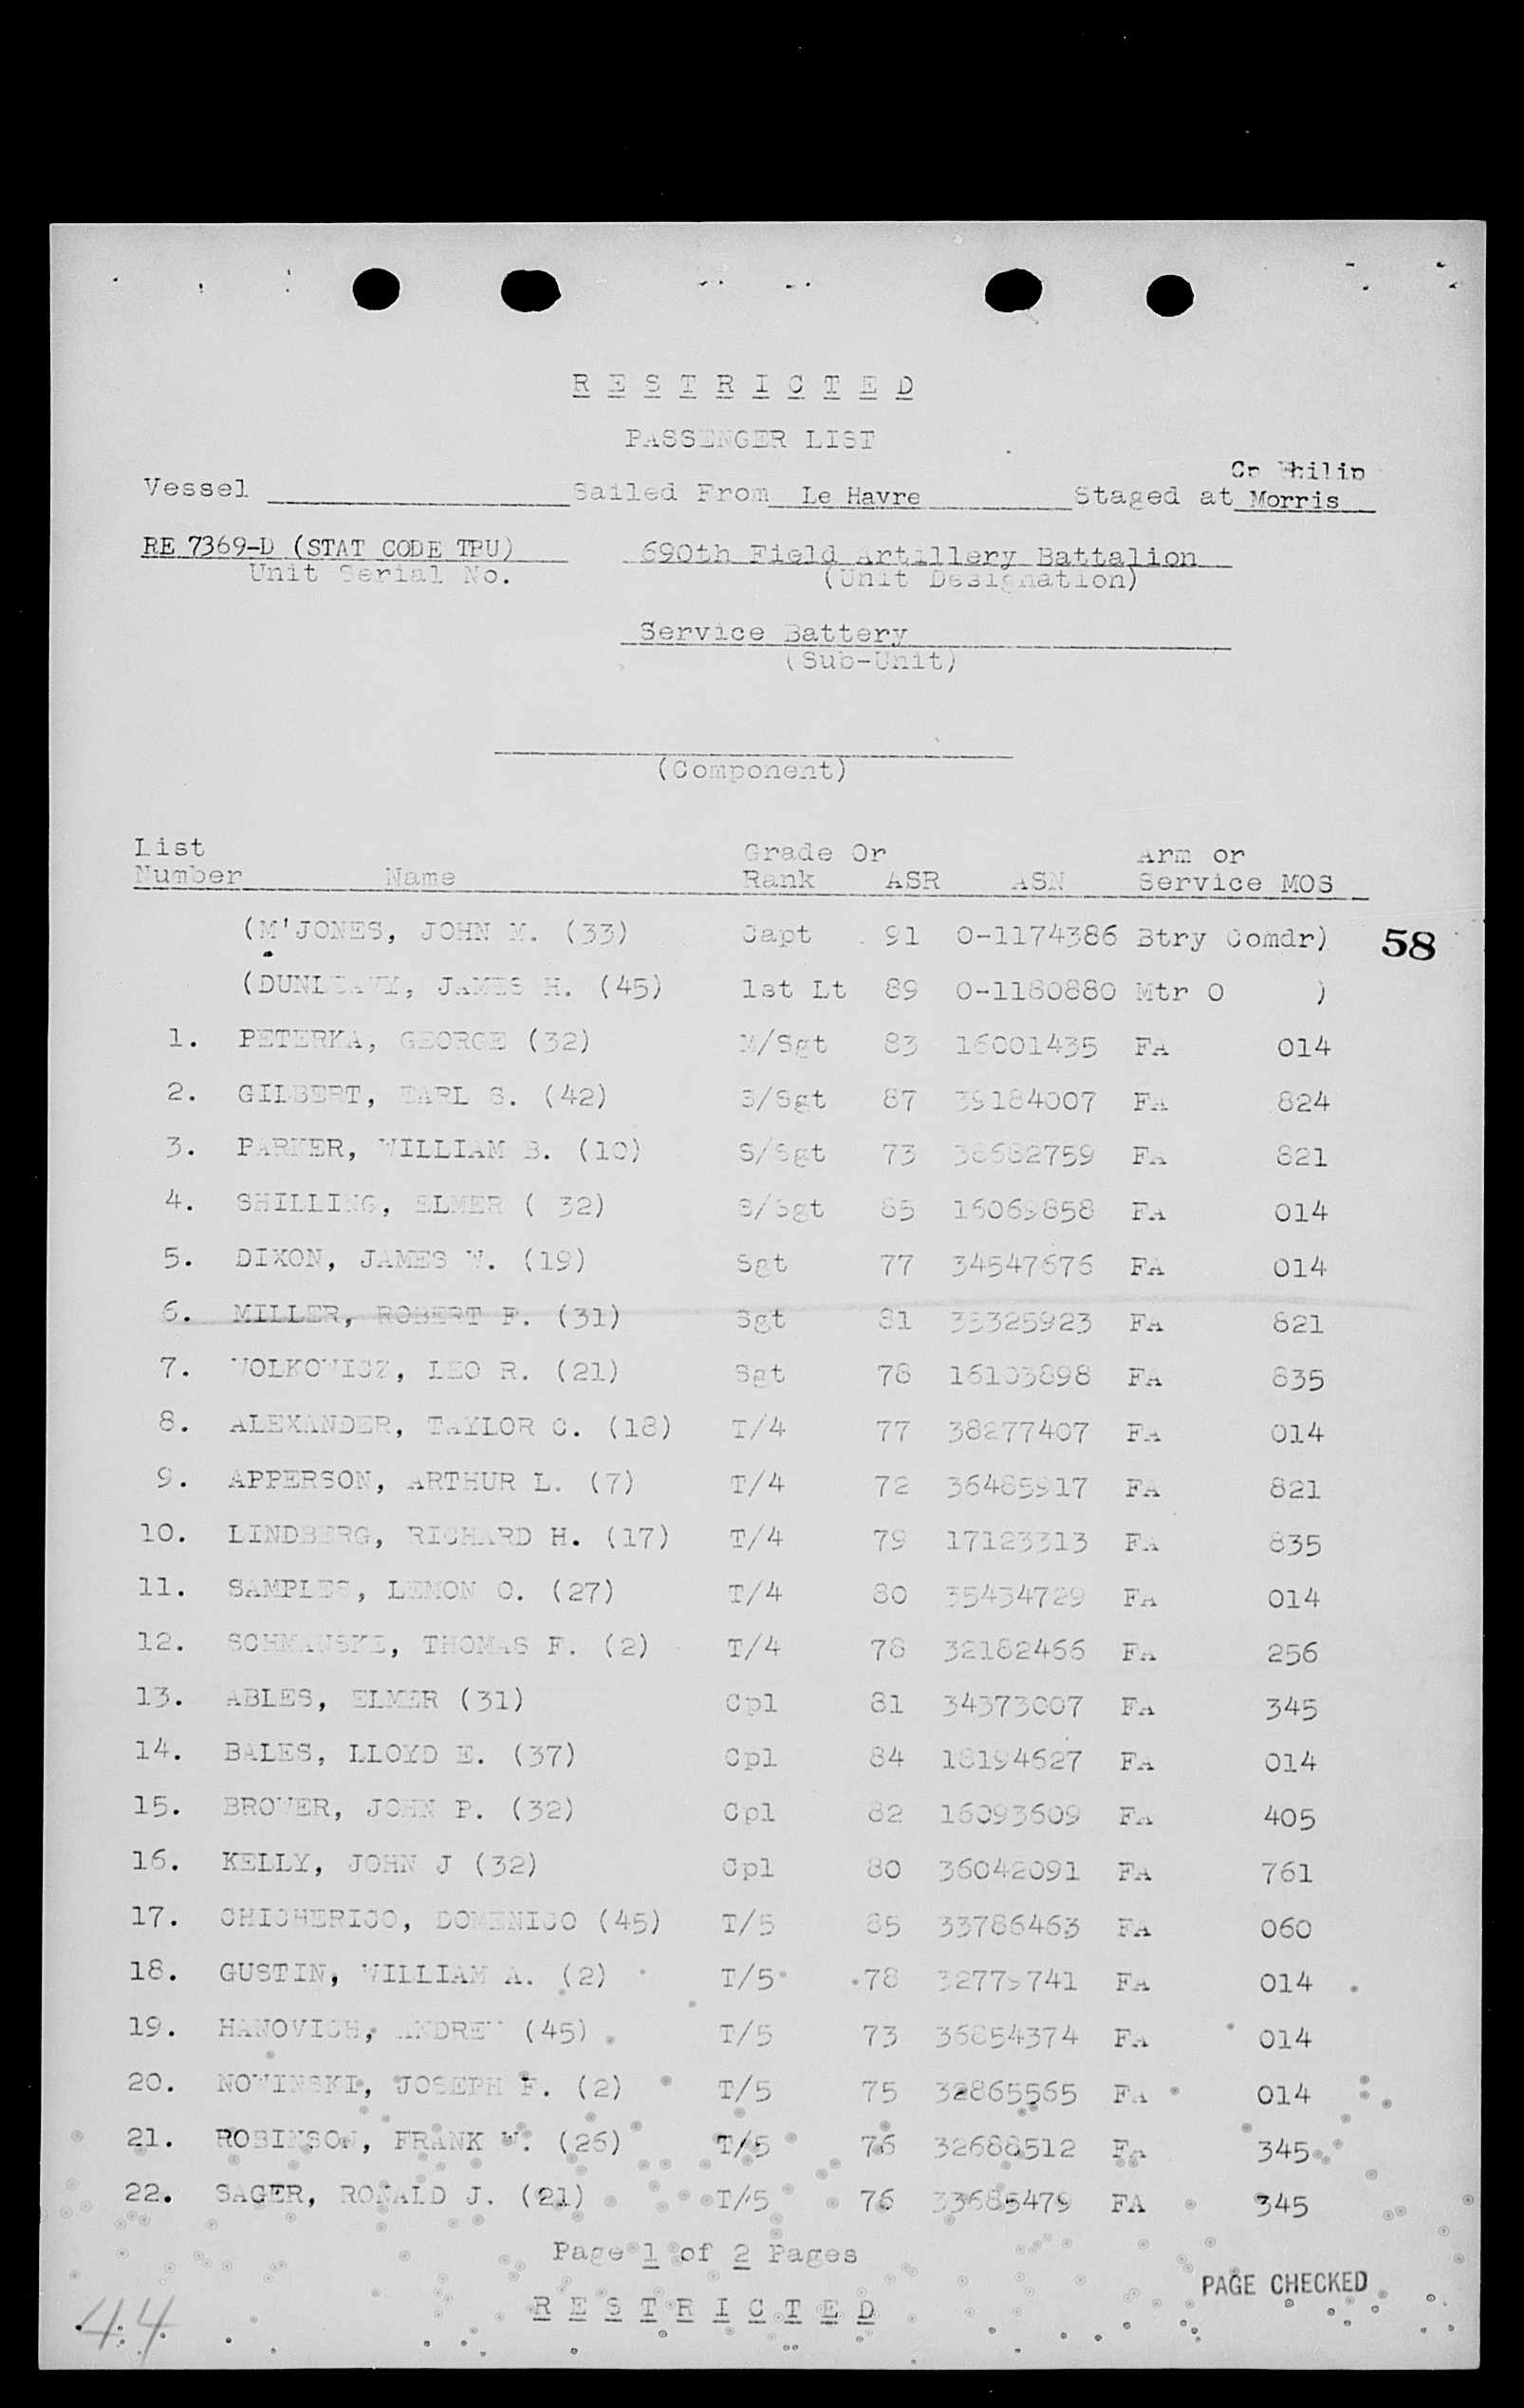 RESTRICTED
PASSENGER LIST
Vessel Sailed From Le Havre Staged at Cp Philip Morris
RE 7369-D (STAT CODE TPU) 690th Field Artillery Battalion
Unit Serial No. (Unit Designation)
Service Battery
(Sub-Unit)
(Component)
List Grade Or Arm or
Number Name Rank ASR ASN Service MOS
(M'JONES, JOHN M. (33) Capt 91 O-1174386 Btry Comdr) 58
(DUNLEAVY, JAMES H. (45) 1st Lt 89 O-1180880 Mtr O )
1. PETERKA, GEORGE (32) M/Sgt 83 16001435 FA 014
2. GILBERT, EARL S. (42) S/Sgt 87 39184007 FA 824
3. PARKER, WILLIAM B. (10) S/Sgt 73 38682759 FA 821
4. SHILLING, ELMER ( 32) S/Sgt 85 16069858 FA 014
5. DIXON, JAMES W. (19) Sgt 77 34547676 FA 014
6. MILLER, ROBERT F. (31) Sgt 81 35325923 FA 821
7. WOLKOWICZ, LEO R. (21) Sgt 78 16103898 FA 835
8. ALEXANDER, TAYLOR C. (18) T/4 77 38277407 FA 014
9. APPERSON, ARTHUR L. (7) T/4 72 36485917 FA 821
10. LINDBERG, RICHARD H. (17) T/4 79 17123313 FA 835
11. SAMPLES, LEMON O. (27) T/4 80 35434729 FA 014
12. SCHMANSKE, THOMAS F. (2) T/4 78 32182466 FA 256
13. ABLES, ELMER (31) Cpl 81 34373007 FA 345
14. BALES, LLOYD E. (37) Cpl 84 18194627 FA 014
15. BROWER, JOHN P. (32) Cpl 82 16093609 FA 405
16. KELLY, JOHN J (32) Cpl 80 36042091 FA 761
17. CHICHERICO, DOMENICO (45) T/5 85 33786463 FA 060
18. GUSTIN, WILLIAM A. (2) T/5 78 32779741 FA 014
19. HANOVICH, ANDREW (45) T/5 73 36854374 FA 014
20. NOWINSKI, JOSEPH F. (2) T/5 75 32865565 FA 014
21. ROBINSON, FRANK W. (26) T/5 76 32688512 FA 345
22. SAGER, RONALD J. (21) T/5 76 33685479 FA 345
Page 1 of 2 Pages
PAGE CHECKED
RESTRICTED
44